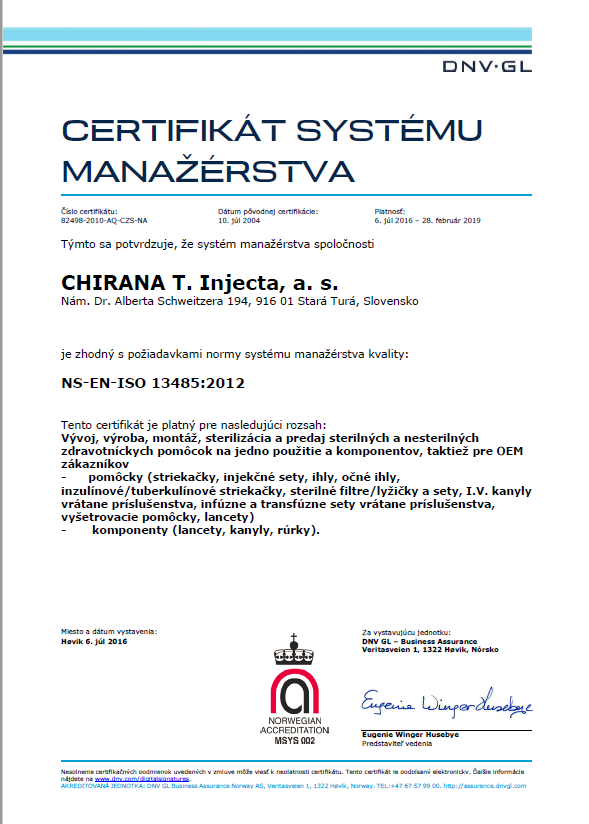 DNV·GL
CERTIFIKÁT SYSTÉMU
MANAŽÉRSTVA
Číslo certifikátu:
82498-2010-AQ-CZS-NA
Dátum pôvodnej certifikácie:
10. júl 2004
Platnosť:
6. júl 2016 – 28. február 2019
Týmto sa potvrdzuje, že systém manažérstva spoločnosti
CHIRANA T. Injecta, a. s.
Nám. Dr. Alberta Schweitzera 194, 916 01 Stará Turá, Slovensko
je zhodný s požiadavkami normy systému manažérstva kvality:
NS-EN-ISO 13485:2012
Tento certifikát je platný pre nasledujúci rozsah:
Vývoj, výroba, montáž, sterilizácia a predaj sterilných a nesterilných
zdravotníckych pomôcok na jedno použitie a komponentov, taktiež pre OEM
zákazníkov
- pomôcky (striekačky, injekčné sety, ihly, očné ihly,
inzulínové/tuberkulínové striekačky, sterilné filtre/lyžičky a sety, I.V. kanyly
vrátane príslušenstva, infúzne a transfúzne sety vrátane príslušenstva,
vyšetrovacie pomôcky, lancety)
- komponenty (lancety, kanyly, rúrky).
Miesto a dátum vystavenia:
Høvik 6. júl 2016
NORWEGIAN
ACCREDITATION
MSYS 002
Za vystavujúcu jednotku:
DNV GL – Business Assurance
Veritasveien 1, 1322 Høvik, Nórsko
Eugenie Winger Husebye
Eugenie Winger Husebye
Predstaviteľ vedenia
Nesplnenie certifikačných podmienok uvedených v zmluve môže viesť k neplatnosti certifikátu. Tento certifikát je podpísaný elektronicky. Ďalšie informácie
nájdete na www.dnv.com/digitalsignatures.
AKREDITOVANÁ JEDNOTKA: DNV GL Business Assurance Norway AS, Veritasveien 1, 1322 Høvik, Norway. TEL:+47 67 57 99 00. http://assurance.dnvgl.com